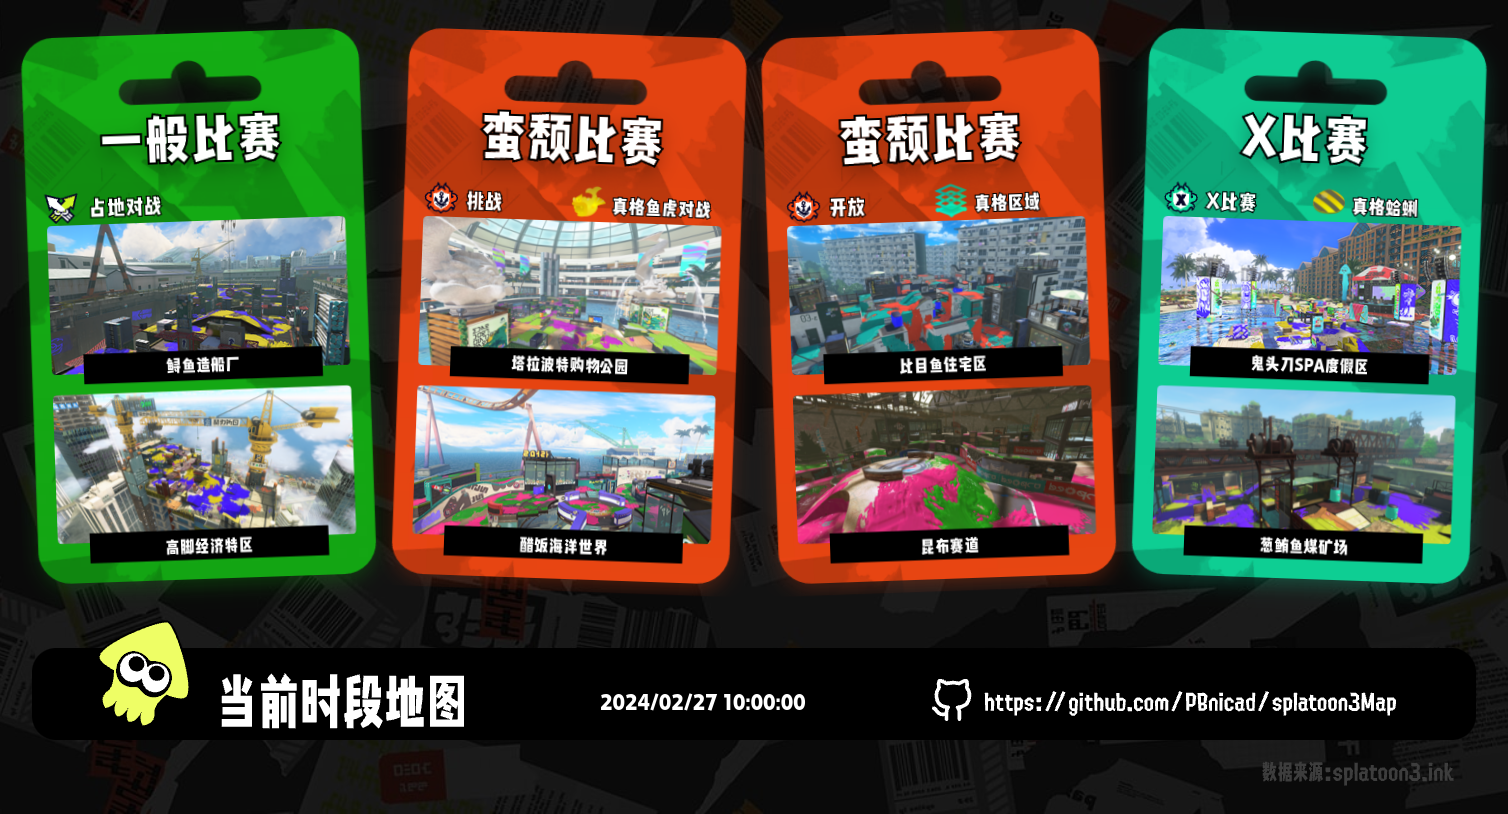 一般比赛
占地对战
鲟鱼造船厂
高脚经济特区
蛮颓比赛
挑战
真格鱼虎对战
塔拉波特购物公园
醋饭海洋世界
蛮颓比赛
开放
真格区域
比目鱼住宅区
昆布赛道
X比赛
X比赛
真格蛤蜊
鬼头刀SPA度假区
葱鲔鱼煤矿场
当前时段地图
2024/02/27 10:00:00
https://github.com/PBnicad/splatoon3Map
数据来源:splatoon3.ink